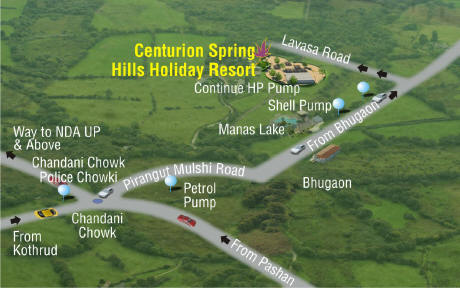 Centurion Spring
Hills Holiday Resort
Lavasa Road
Continue HP Pump
Shell Pump
Manas Lake
From Bhugaon
Way to NDA UP
& Above
Chandani Chowk
Police Chowki
Pirangut Mulshi Road
Bhugaon
Petrol
Pump
Chandani
Chowk
From
Kothrud
From Pashan